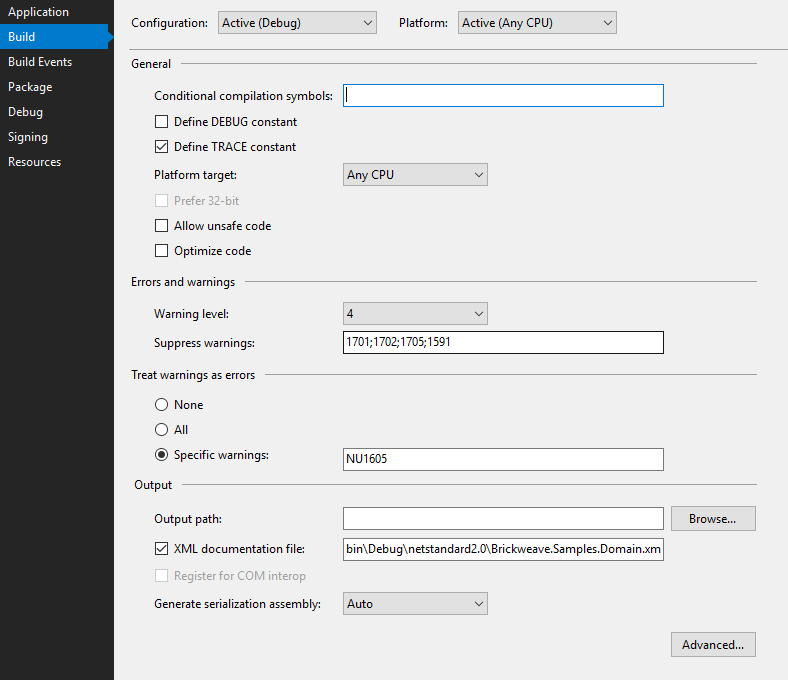 Application
Build
Build Events
Package
Debug
Signing
Resources
Configuration: Active (Debug) Platform: Active (Any CPU)
General
Conditional compilation symbols:
Define DEBUG constant
Define TRACE constant
Platform target: Any CPU
Prefer 32-bit
Allow unsafe code
Optimize code
Errors and warnings
Warning level: 4
Suppress warnings: 1701;1702;1705;1591
Treat warnings as errors
None
All
Specific warnings: NU1605
Output
Output path: Browse...
XML documentation file: bin\Debug\netstandard2.0\Brickweave.Samples.Domain.xm
Register for COM interop
Generate serialization assembly: Auto
Advanced...